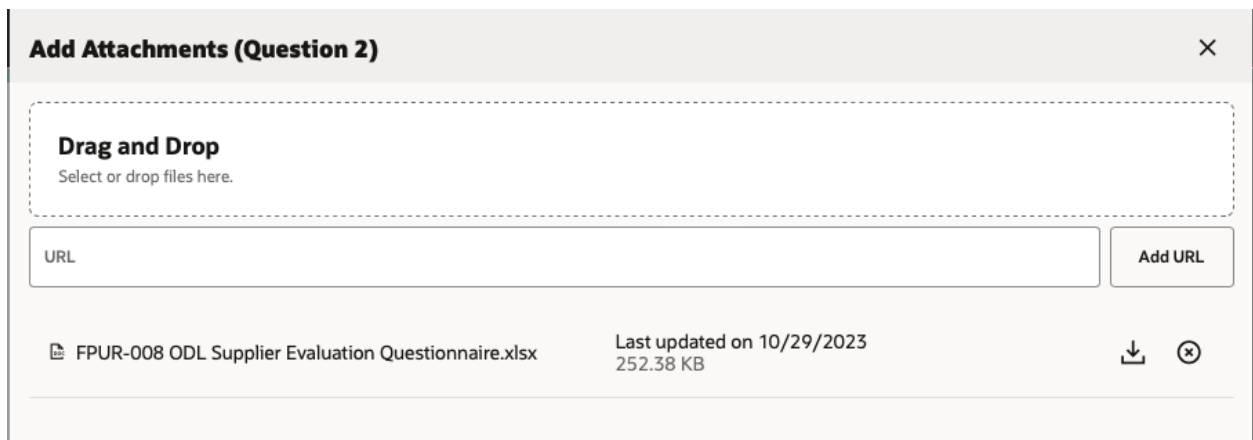 Add Attachments (Question 2)
Drag and Drop
Select or drop files here.
URL
Add URL
FPUR-008 ODL Supplier Evaluation Questionnaire.xlsx
Last updated on 10/29/2023
252.38 KB